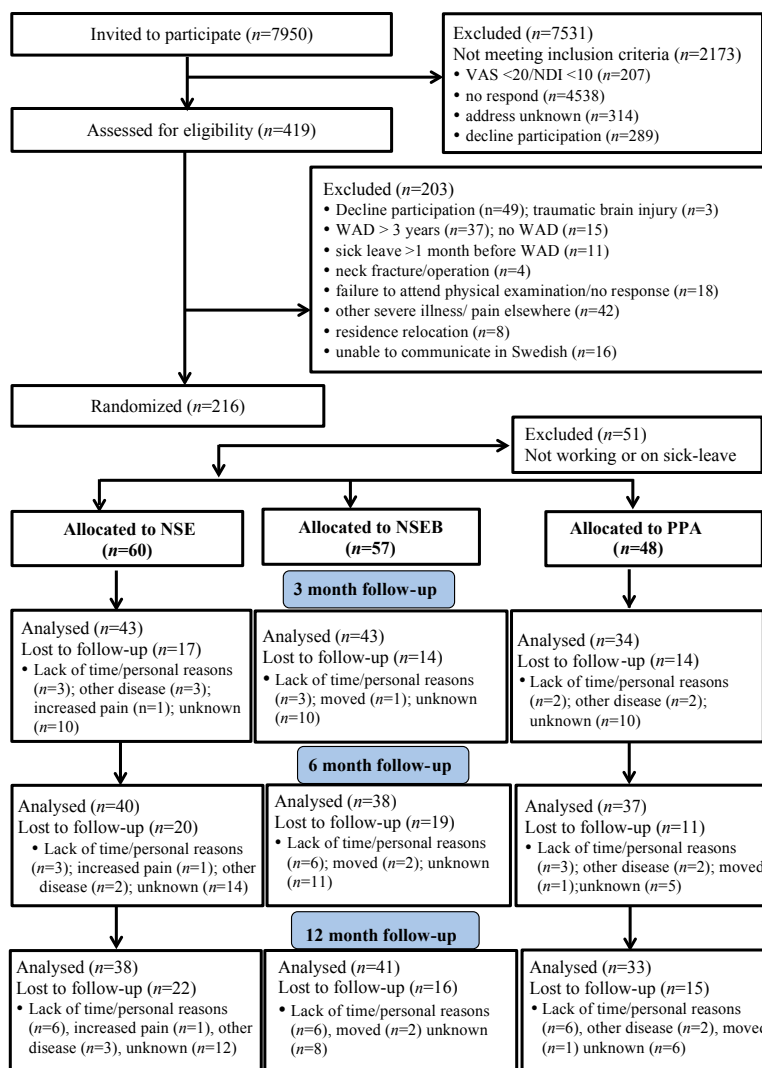 Invited to participate (n=7950)
Excluded (n=7531)
Not meeting inclusion criteria (n=2173)
• VAS <20/NDI <10 (n=207)
• no respond (n=4538)
• address unknown (n=314)
• decline participation (n=289)
Assessed for eligibility (n=419)
Excluded (n=203)
• Decline participation (n=49); traumatic brain injury (n=3)
• WAD > 3 years (n=37); no WAD (n=15)
• sick leave >1 month before WAD (n=11)
• neck fracture/operation (n=4)
• failure to attend physical examination/no response (n=18)
• other severe illness/ pain elsewhere (n=42)
• residence relocation (n=8)
• unable to communicate in Swedish (n=16)
Randomized (n=216)
Excluded (n=51)
Not working or on sick-leave
Allocated to NSE
(n=60)
Allocated to NSEB
(n=57)
Allocated to PPA
(n=48)
3 month follow-up
Analysed (n=43)
Lost to follow-up (n=17)
• Lack of time/personal reasons
(n=3); other disease (n=3);
increased pain (n=1); unknown
(n=10)
Analysed (n=43)
Lost to follow-up (n=14)
• Lack of time/personal reasons
(n=3); moved (n=1); unknown
(n=10)
Analysed (n=34)
Lost to follow-up (n=14)
• Lack of time/personal reasons
(n=2); other disease (n=2);
unknown (n=10)
6 month follow-up
Analysed (n=40)
Lost to follow-up (n=20)
• Lack of time/personal reasons
(n=3); increased pain (n=1); other
disease (n=2); unknown (n=14)
Analysed (n=38)
Lost to follow-up (n=19)
• Lack of time/personal reasons
(n=6); moved (n=2); unknown
(n=11)
Analysed (n=37)
Lost to follow-up (n=11)
• Lack of time/personal reasons
(n=3); other disease (n=2); moved
(n=1);unknown (n=5)
12 month follow-up
Analysed (n=38)
Lost to follow-up (n=22)
• Lack of time/personal reasons
(n=6), increased pain (n=1), other
disease (n=3), unknown (n=12)
Analysed (n=41)
Lost to follow-up (n=16)
• Lack of time/personal reasons
(n=6), moved (n=2) unknown
(n=8)
Analysed (n=33)
Lost to follow-up (n=15)
• Lack of time/personal reasons
(n=6), other disease (n=2), moved
(n=1) unknown (n=6)